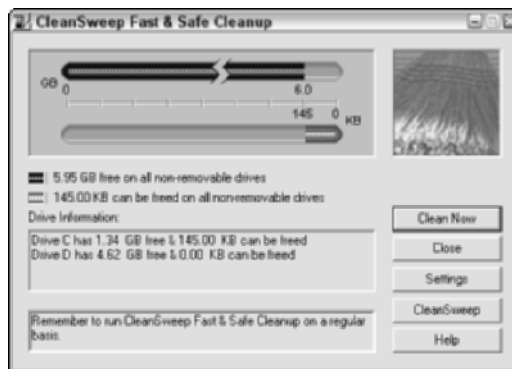 CleanSweep Fast & Safe Cleanup
GB 0 6.0
145 0 KB
5.95 GB free on all non-removable drives
145.00 KB can be freed on all non-removable drives
Drive Information:
Drive C has 1.34 GB free & 145.00 KB can be freed
Drive D has 4.62 GB free & 0.00 KB can be freed
Remember to run CleanSweep Fast & Safe Cleanup on a regular
basis.
Clean Now
Close
Settings
CleanSweep
Help